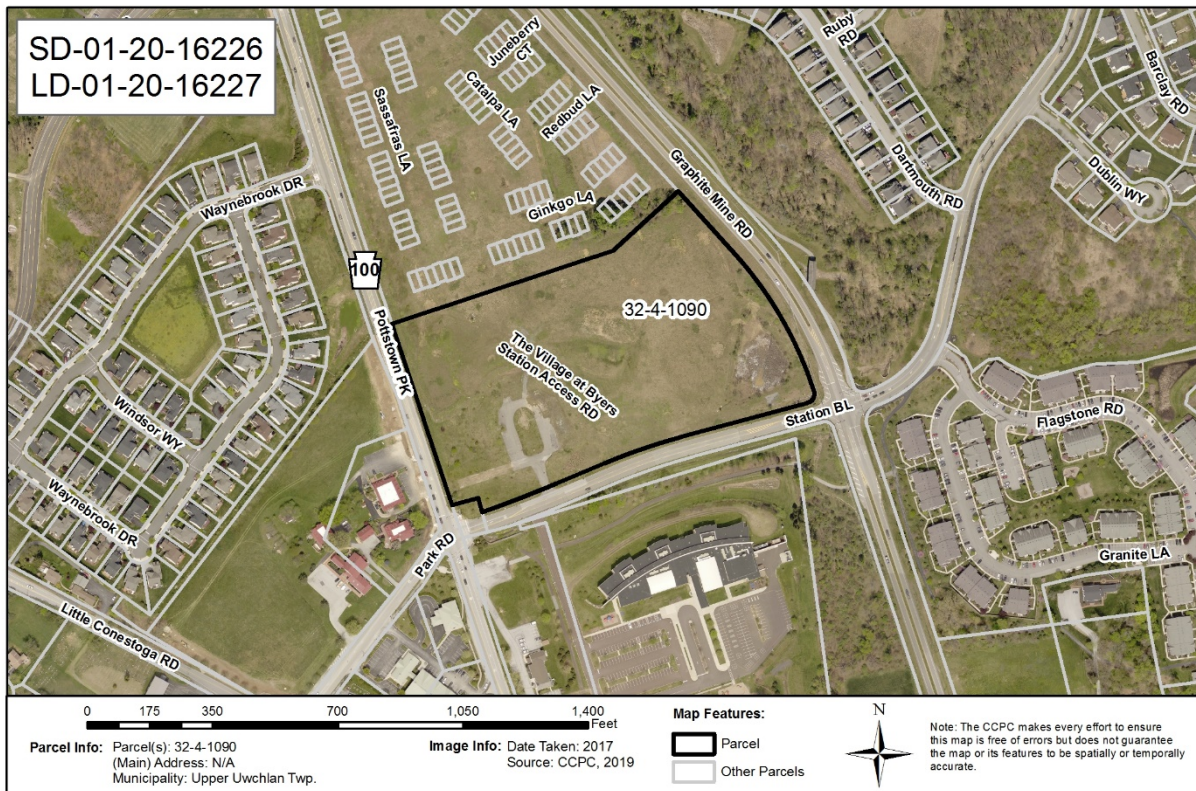 SD-01-20-16226
LD-01-20-16227
Juneberry CT
Catalpa LA
Redbud LA
Sassafras LA
Ginkgo LA
Ruby RD
Barclay RD
Graphite Mine RD
Dartmouth RD
Dublin WY
Waynebrook DR
100
32-4-1090
Pottstown PK
The Village at Byers
Station Access RD
Station BL
Flagstone RD
Windsor WY
Waynebrook DR
Park RD
Granite LA
Little Conestoga RD
0 175 350 700 1,050 1,400
Feet
Parcel Info: Parcel(s): 32-4-1090
(Main) Address: N/A
Municipality: Upper Uwchlan Twp.
Image Info: Date Taken: 2017
Source: CCPC, 2019
Map Features:
Parcel
Other Parcels
N
Note: The CCPC makes every effort to ensure
this map is free of errors but does not guarantee
the map or its features to be spatially or temporally
accurate.